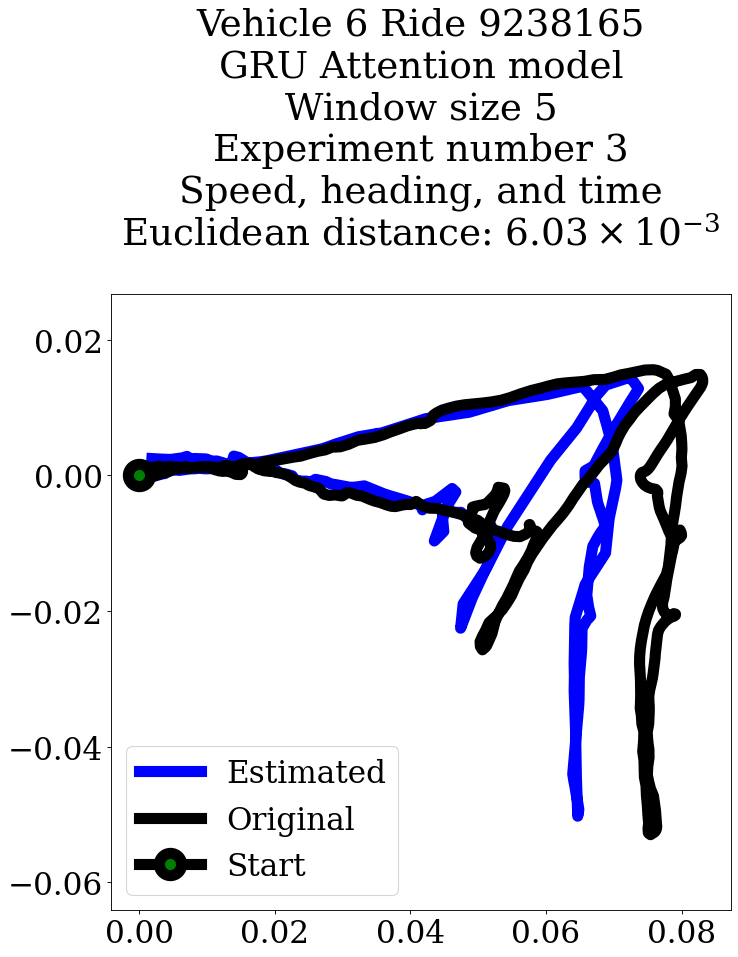 Vehicle 6 Ride 9238165
GRU Attention model
Window size 5
Experiment number 3
Speed, heading, and time
Euclidean distance: 6.03 × 10⁻³
0.02
0.00
−0.02
−0.04
−0.06
Estimated
Original
Start
0.00 0.02 0.04 0.06 0.08